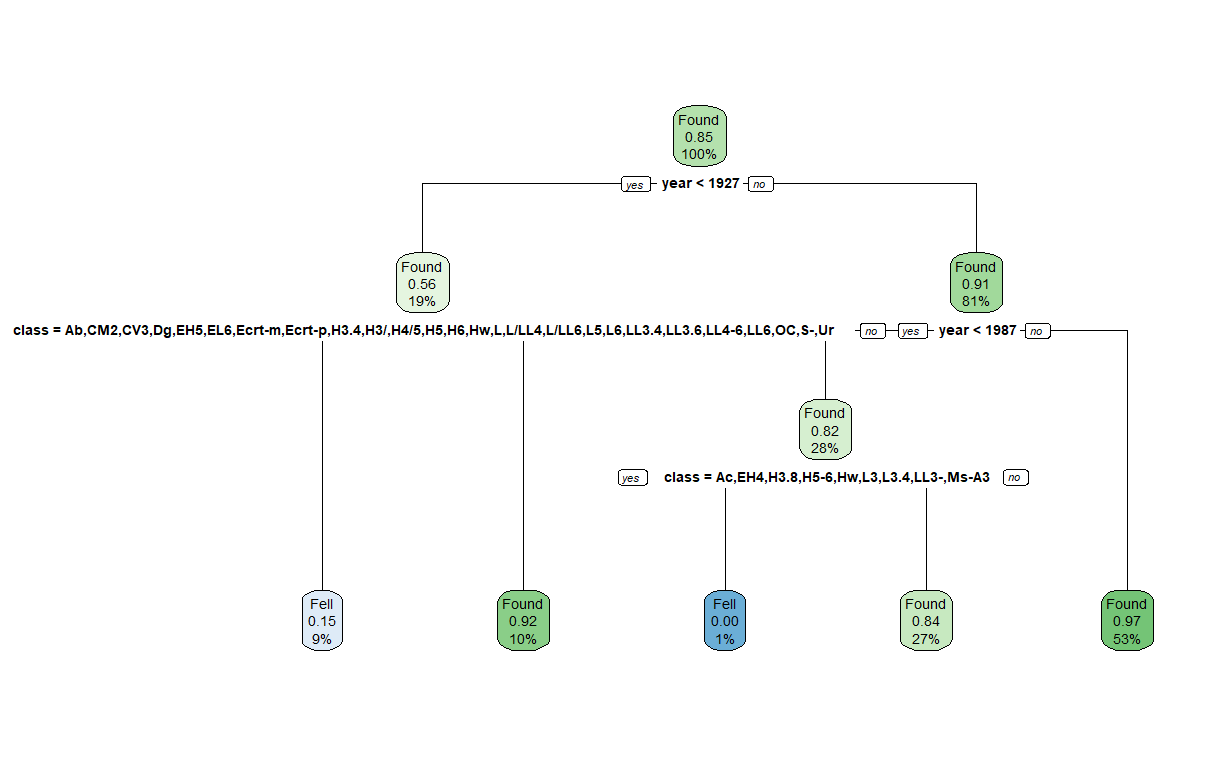 Found
0.85
100%
yes year < 1927 no
Found
0.56
19%
Found
0.91
81%
class = Ab,CM2,CV3,Dg,EH5,EL6,Ecrt-m,Ecrt-p,H3.4,H3/,H4/5,H5,H6,Hw,L,L/LL4,L/LL6,L5,L6,LL3.4,LL3.6,LL4-6,LL6,OC,S-,Ur no yes year < 1987 no
Found
0.82
28%
yes class = Ac,EH4,H3.8,H5-6,Hw,L3,L3.4,LL3-,Ms-A3 no
Fell
0.15
9%
Found
0.92
10%
Fell
0.00
1%
Found
0.84
27%
Found
0.97
53%